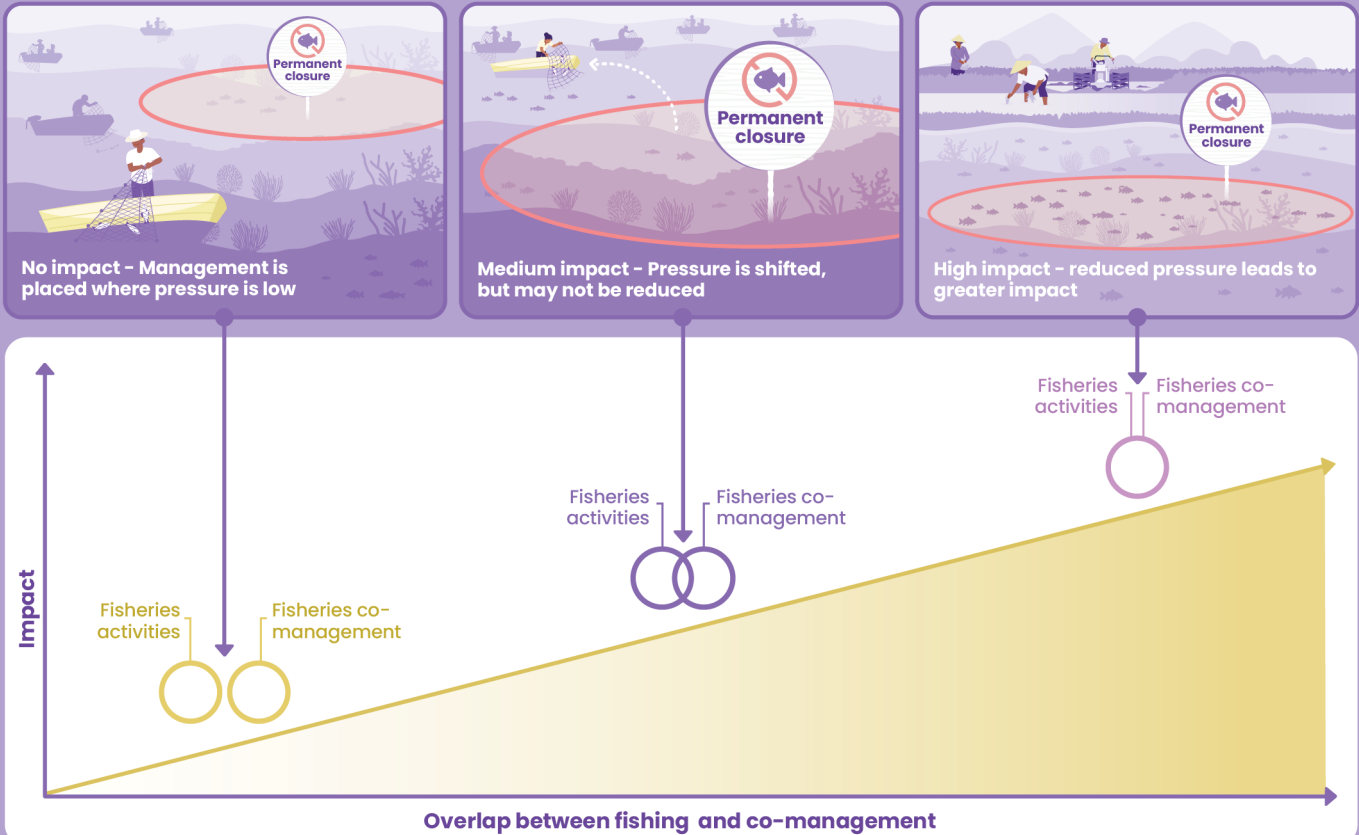 Permanent
closure
No impact - Management is
placed where pressure is low
Permanent
closure
Medium impact - Pressure is shifted,
but may not be reduced
Permanent
closure
High impact - reduced pressure leads to
greater impact
Fisheries
activities
Fisheries co-
management
Fisheries
activities
Fisheries co-
management
Fisheries
activities
Fisheries co-
management
Impact
Overlap between fishing and co-management